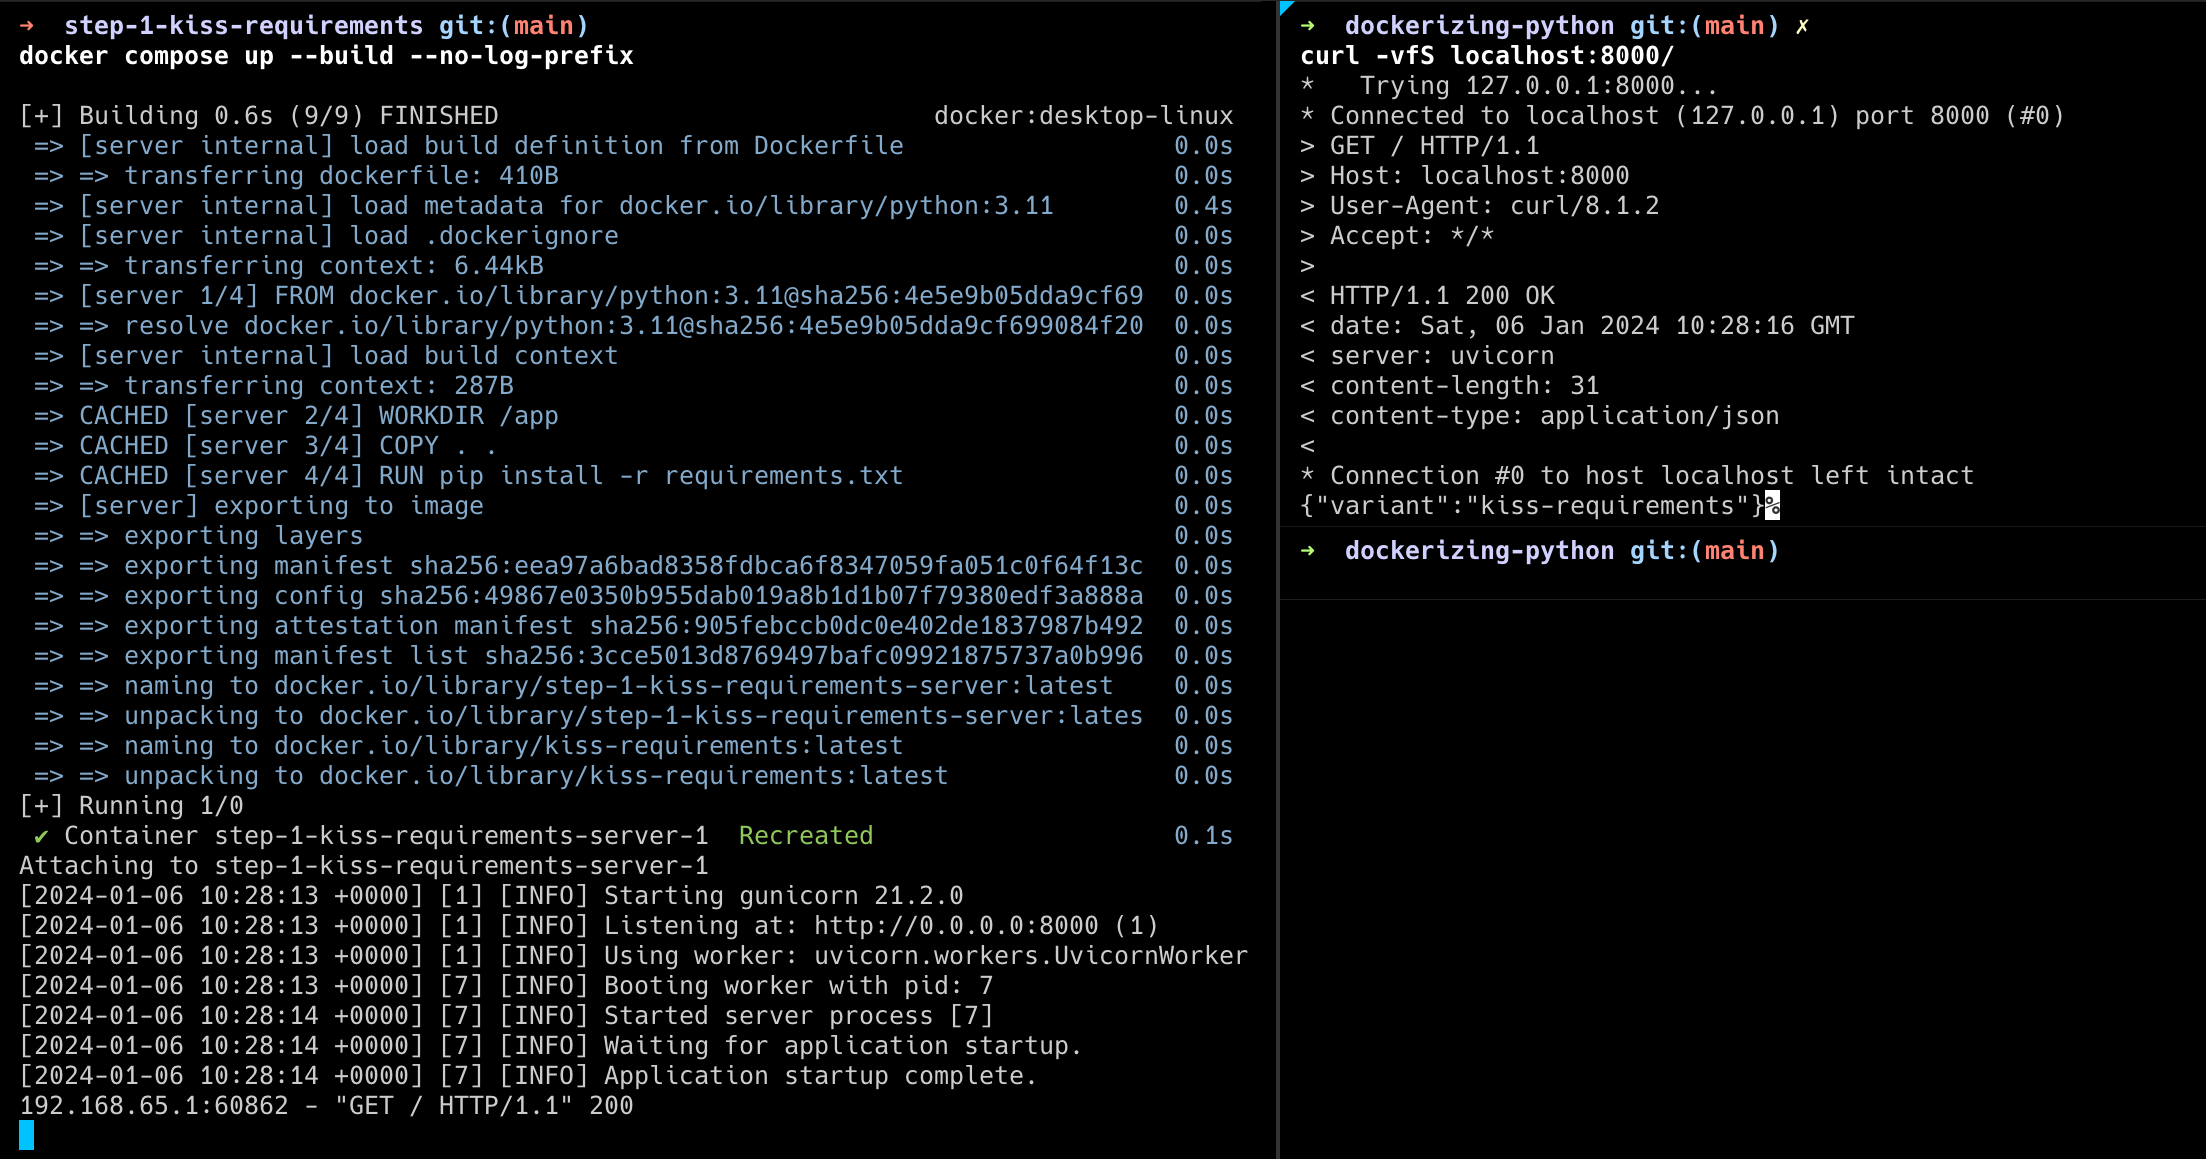 ➜  step-1-kiss-requirements git:(main)
docker compose up --build --no-log-prefix
[+] Building 0.6s (9/9) FINISHED                             docker:desktop-linux
 => [server internal] load build definition from Dockerfile                  0.0s
 => => transferring dockerfile: 410B                                         0.0s
 => [server internal] load metadata for docker.io/library/python:3.11        0.4s
 => [server internal] load .dockerignore                                     0.0s
 => => transferring context: 6.44kB                                          0.0s
 => [server 1/4] FROM docker.io/library/python:3.11@sha256:4e5e9b05dda9cf69  0.0s
 => => resolve docker.io/library/python:3.11@sha256:4e5e9b05dda9cf699084f20  0.0s
 => [server internal] load build context                                     0.0s
 => => transferring context: 287B                                            0.0s
 => CACHED [server 2/4] WORKDIR /app                                         0.0s
 => CACHED [server 3/4] COPY . .                                             0.0s
 => CACHED [server 4/4] RUN pip install -r requirements.txt                  0.0s
 => [server] exporting to image                                              0.0s
 => => exporting layers                                                      0.0s
 => => exporting manifest sha256:eea97a6bad8358fdbca6f8347059fa051c0f64f13c  0.0s
 => => exporting config sha256:49867e0350b955dab019a8b1d1b07f79380edf3a888a  0.0s
 => => exporting attestation manifest sha256:905febccb0dc0e402de1837987b492  0.0s
 => => exporting manifest list sha256:3cce5013d8769497bafc09921875737a0b996  0.0s
 => => naming to docker.io/library/step-1-kiss-requirements-server:latest    0.0s
 => => unpacking to docker.io/library/step-1-kiss-requirements-server:lates  0.0s
 => => naming to docker.io/library/kiss-requirements:latest                  0.0s
 => => unpacking to docker.io/library/kiss-requirements:latest               0.0s
[+] Running 1/0
 ✔ Container step-1-kiss-requirements-server-1  Recreated                    0.1s
Attaching to step-1-kiss-requirements-server-1
[2024-01-06 10:28:13 +0000] [1] [INFO] Starting gunicorn 21.2.0
[2024-01-06 10:28:13 +0000] [1] [INFO] Listening at: http://0.0.0.0:8000 (1)
[2024-01-06 10:28:13 +0000] [1] [INFO] Using worker: uvicorn.workers.UvicornWorker
[2024-01-06 10:28:13 +0000] [7] [INFO] Booting worker with pid: 7
[2024-01-06 10:28:14 +0000] [7] [INFO] Started server process [7]
[2024-01-06 10:28:14 +0000] [7] [INFO] Waiting for application startup.
[2024-01-06 10:28:14 +0000] [7] [INFO] Application startup complete.
192.168.65.1:60862 - "GET / HTTP/1.1" 200
➜  dockerizing-python git:(main) ✗
curl -vfS localhost:8000/
*   Trying 127.0.0.1:8000...
* Connected to localhost (127.0.0.1) port 8000 (#0)
> GET / HTTP/1.1
> Host: localhost:8000
> User-Agent: curl/8.1.2
> Accept: */*
>
< HTTP/1.1 200 OK
< date: Sat, 06 Jan 2024 10:28:16 GMT
< server: uvicorn
< content-length: 31
< content-type: application/json
<
* Connection #0 to host localhost left intact
{"variant":"kiss-requirements"}%
➜  dockerizing-python git:(main)